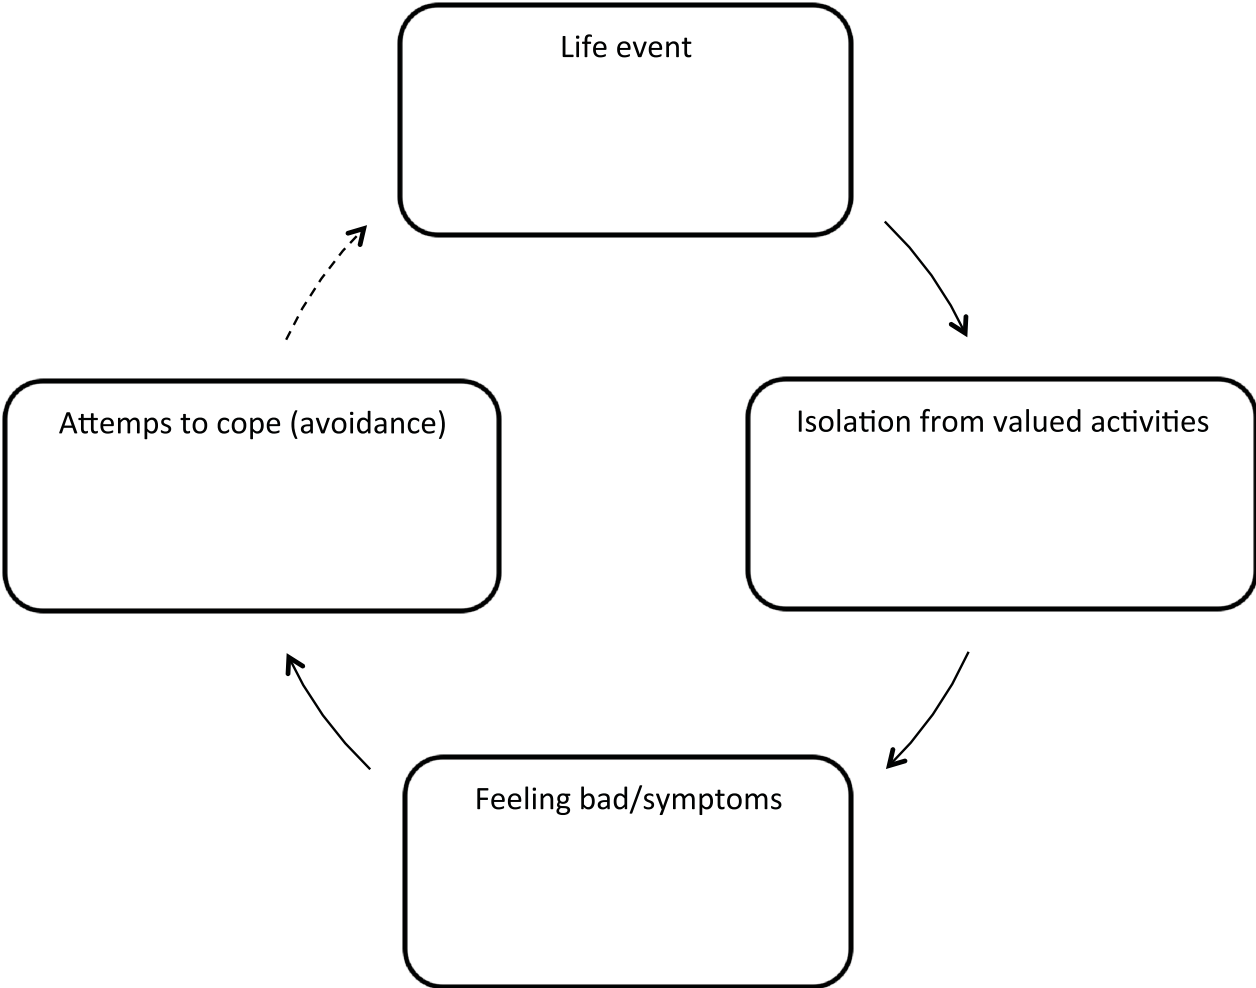 Life event
Attemps to cope (avoidance)
Isolation from valued activities
Feeling bad/symptoms